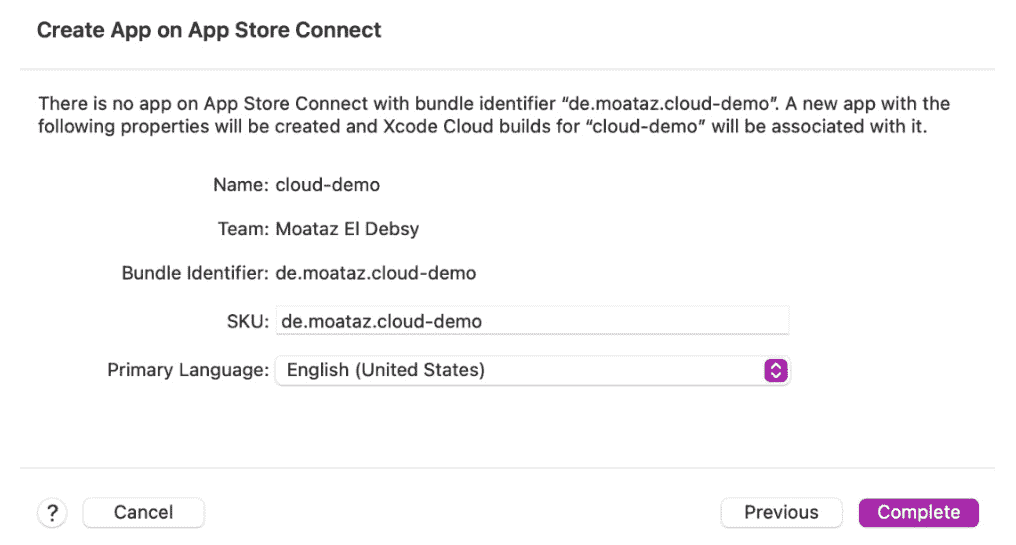 Create App on App Store Connect
There is no app on App Store Connect with bundle identifier “de.moataz.cloud-demo”. A new app with the
following properties will be created and Xcode Cloud builds for “cloud-demo” will be associated with it.
Name: cloud-demo
Team: Moataz El Debsy
Bundle Identifier: de.moataz.cloud-demo
SKU: de.moataz.cloud-demo
Primary Language: English (United States)
? Cancel Previous Complete